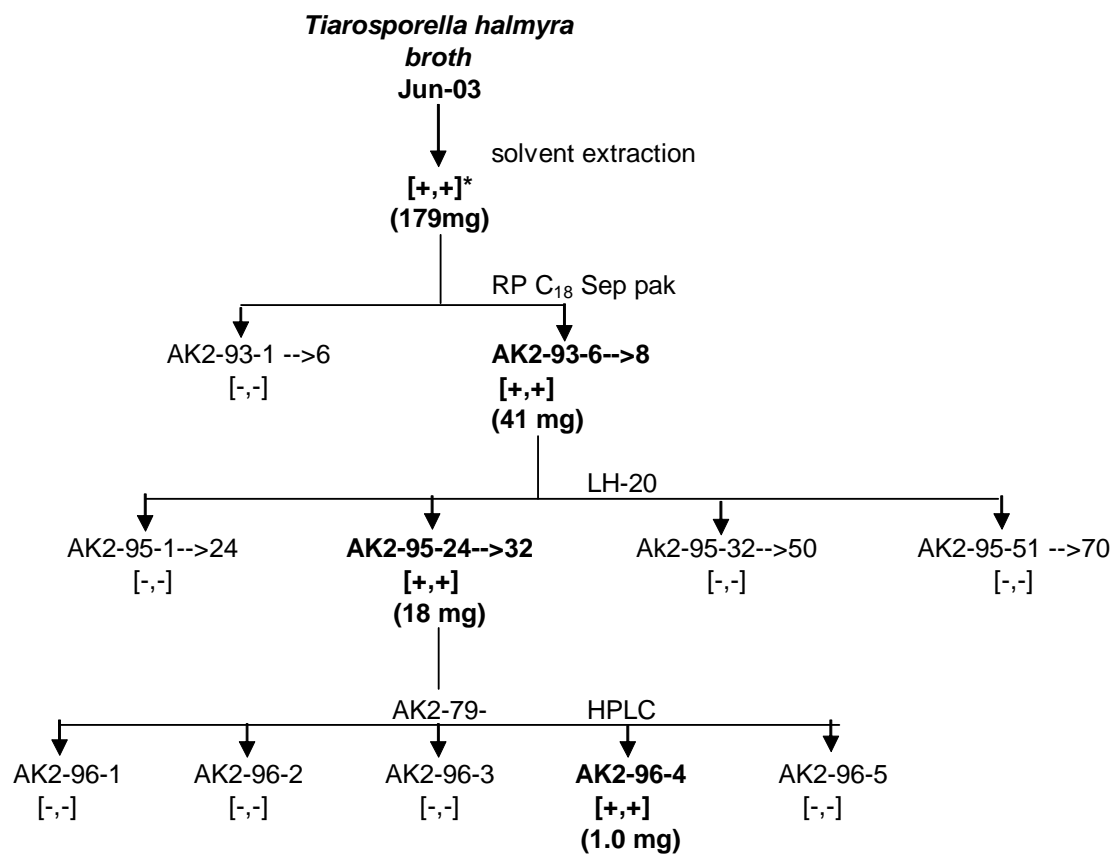 Tiarosporella halmyra
broth
Jun-03
solvent extraction
[+,+]*
(179mg)
RP C₁₈ Sep pak
AK2-93-1 -->6
[-,-]
AK2-93-6-->8
[+,+]
(41 mg)
LH-20
AK2-95-1-->24
[-,-]
AK2-95-24-->32
[+,+]
(18 mg)
Ak2-95-32-->50
[-,-]
AK2-95-51 -->70
[-,-]
AK2-79-
HPLC
AK2-96-1
[-,-]
AK2-96-2
[-,-]
AK2-96-3
[-,-]
AK2-96-4
[+,+]
(1.0 mg)
AK2-96-5
[-,-]